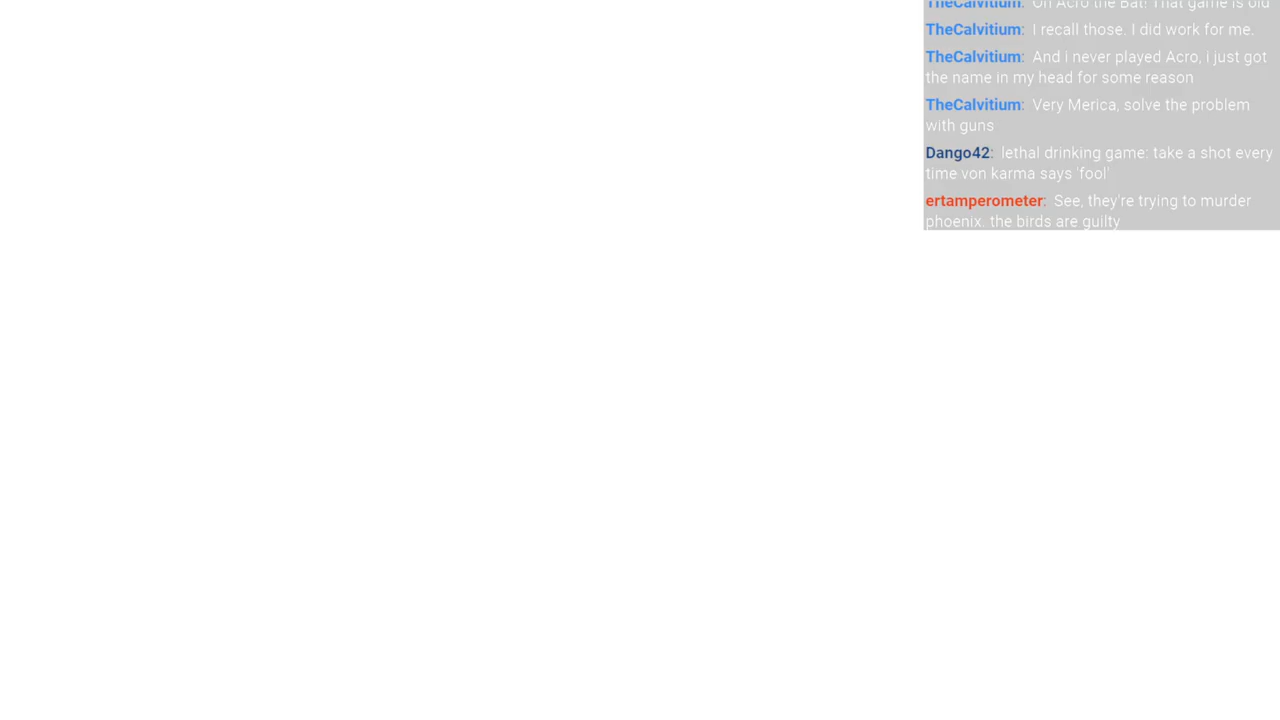 TheCalvitium: Oh Acro the Bat! That game is old
TheCalvitium: I recall those. I did work for me.
TheCalvitium: And i never played Acro, i just got
the name in my head for some reason
TheCalvitium: Very Merica, solve the problem
with guns
Dango42: lethal drinking game: take a shot every
time von karma says 'fool'
ertamperometer: See, they're trying to murder
phoenix. the birds are guilty